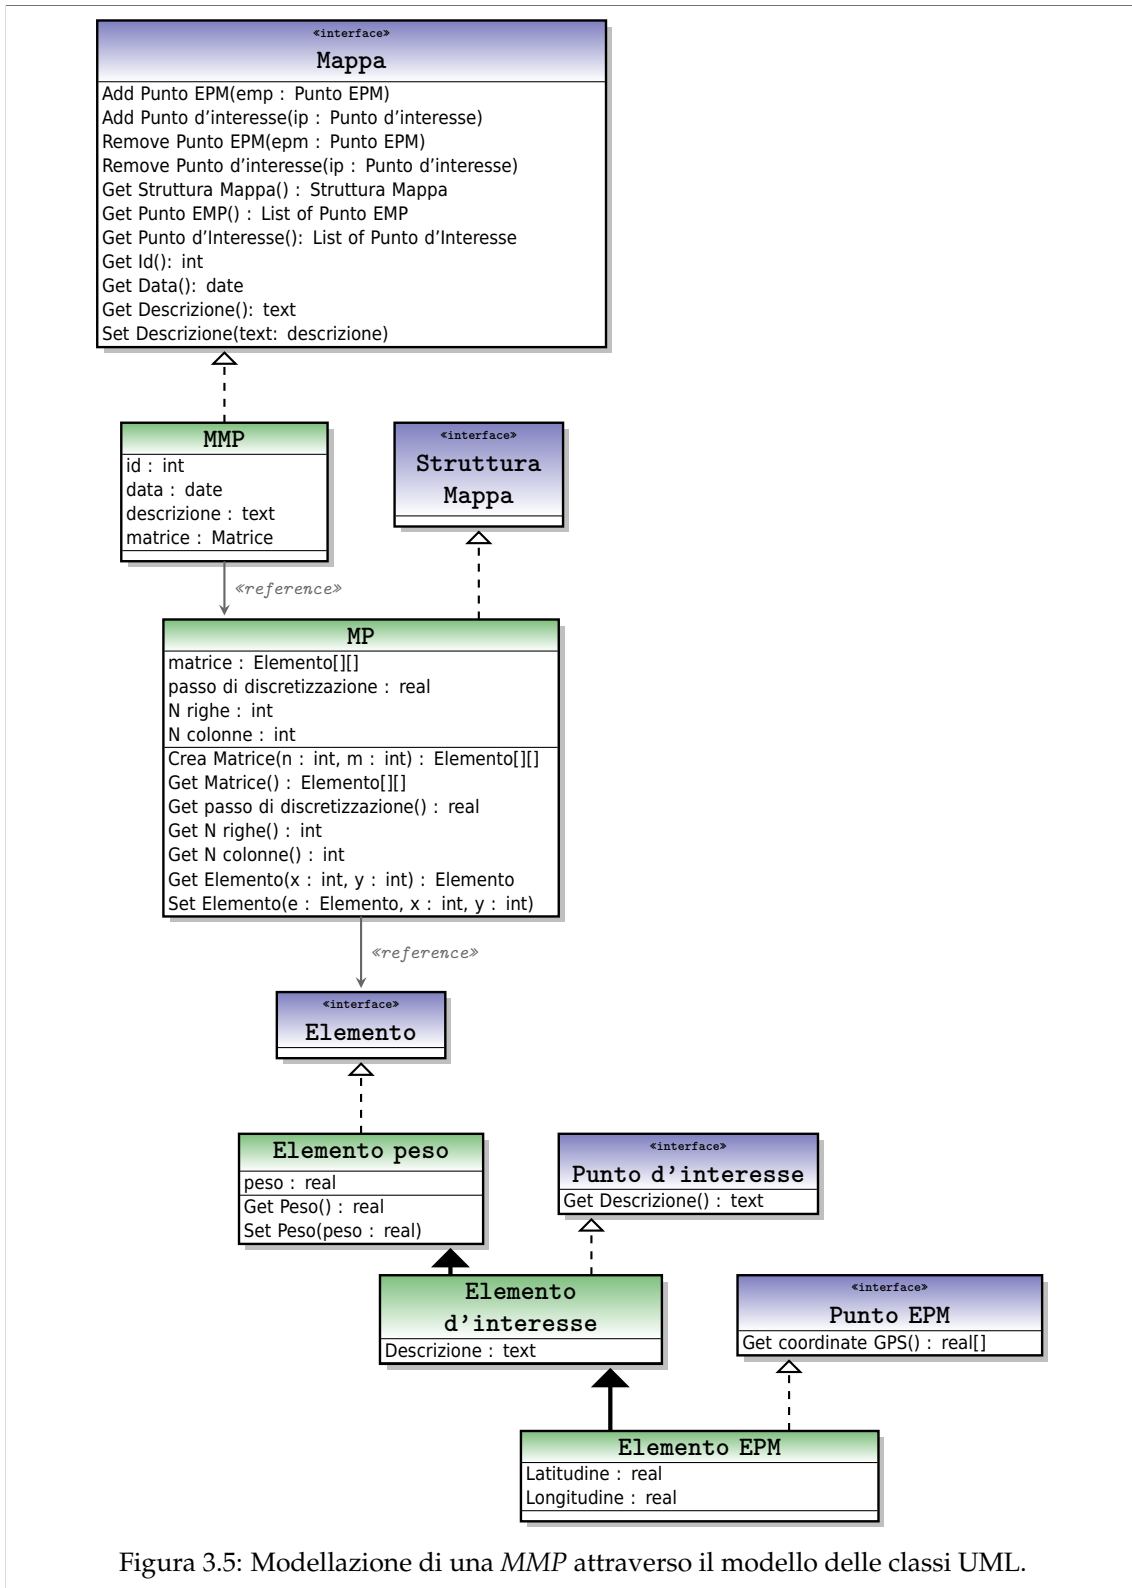 «interface»
Mappa
Add Punto EPM(emp : Punto EPM)
Add Punto d'interesse(ip : Punto d'interesse)
Remove Punto EPM(epm : Punto EPM)
Remove Punto d'interesse(ip : Punto d'interesse)
Get Struttura Mappa() : Struttura Mappa
Get Punto EMP() : List of Punto EMP
Get Punto d'Interesse(): List of Punto d'Interesse
Get Id(): int
Get Data(): date
Get Descrizione(): text
Set Descrizione(text: descrizione)
MMP
id : int
data : date
descrizione : text
matrice : Matrice
«interface»
Struttura
Mappa
«reference»
MP
matrice : Elemento[][]
passo di discretizzazione : real
N righe : int
N colonne : int
Crea Matrice(n : int, m : int) : Elemento[][]
Get Matrice() : Elemento[][]
Get passo di discretizzazione() : real
Get N righe() : int
Get N colonne() : int
Get Elemento(x : int, y : int) : Elemento
Set Elemento(e : Elemento, x : int, y : int)
«reference»
«interface»
Elemento
Elemento peso
peso : real
Get Peso() : real
Set Peso(peso : real)
«interface»
Punto d'interesse
Get Descrizione() : text
Elemento
d'interesse
Descrizione : text
«interface»
Punto EPM
Get coordinate GPS() : real[]
Elemento EPM
Latitudine : real
Longitudine : real
Figura 3.5: Modellazione di una MMP attraverso il modello delle classi UML.